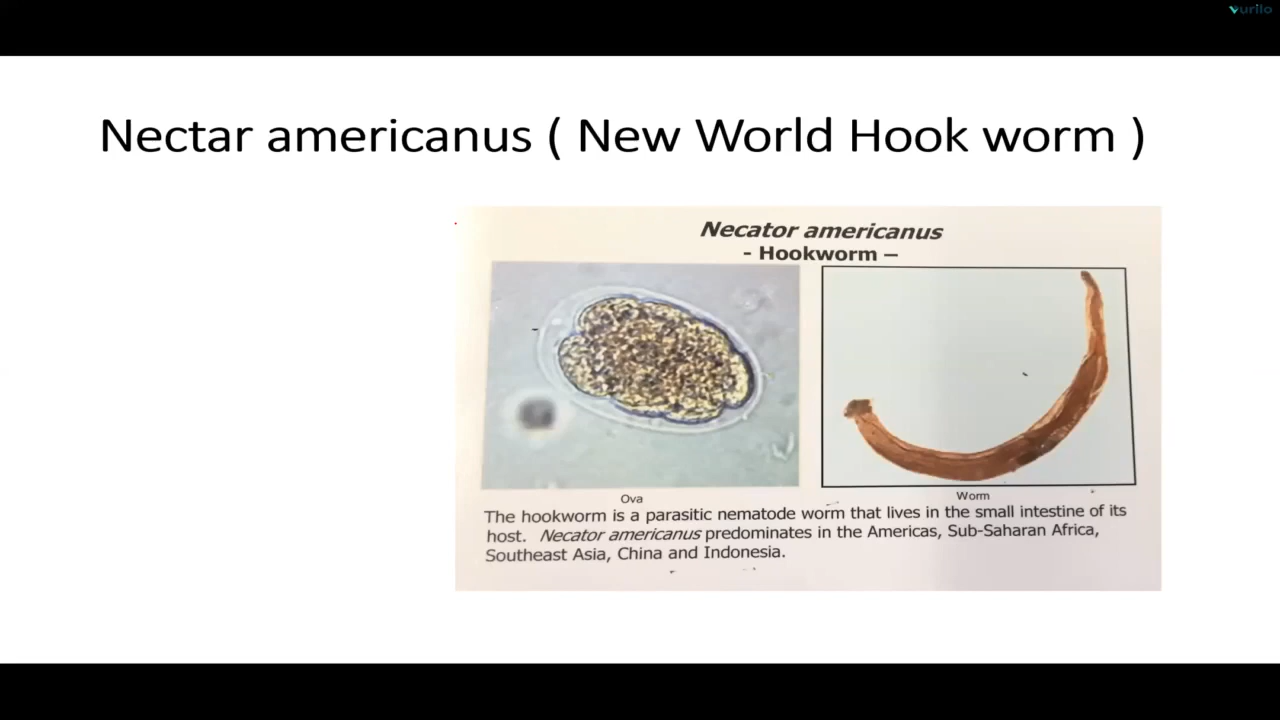 Vurilo
Nectar americanus ( New World Hook worm )
Necator americanus
- Hookworm –
Ova
Worm
The hookworm is a parasitic nematode worm that lives in the small intestine of its
host. Necator americanus predominates in the Americas, Sub-Saharan Africa,
Southeast Asia, China and Indonesia.